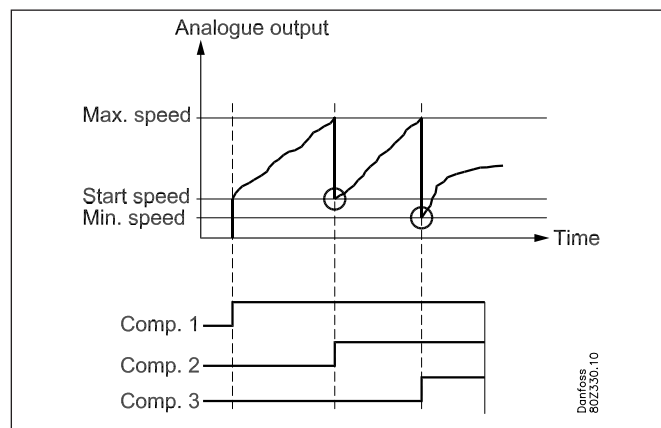 Analogue output
Max. speed
Start speed
Min. speed
Time
Comp. 1
Comp. 2
Comp. 3
Danfoss
80Z330.10